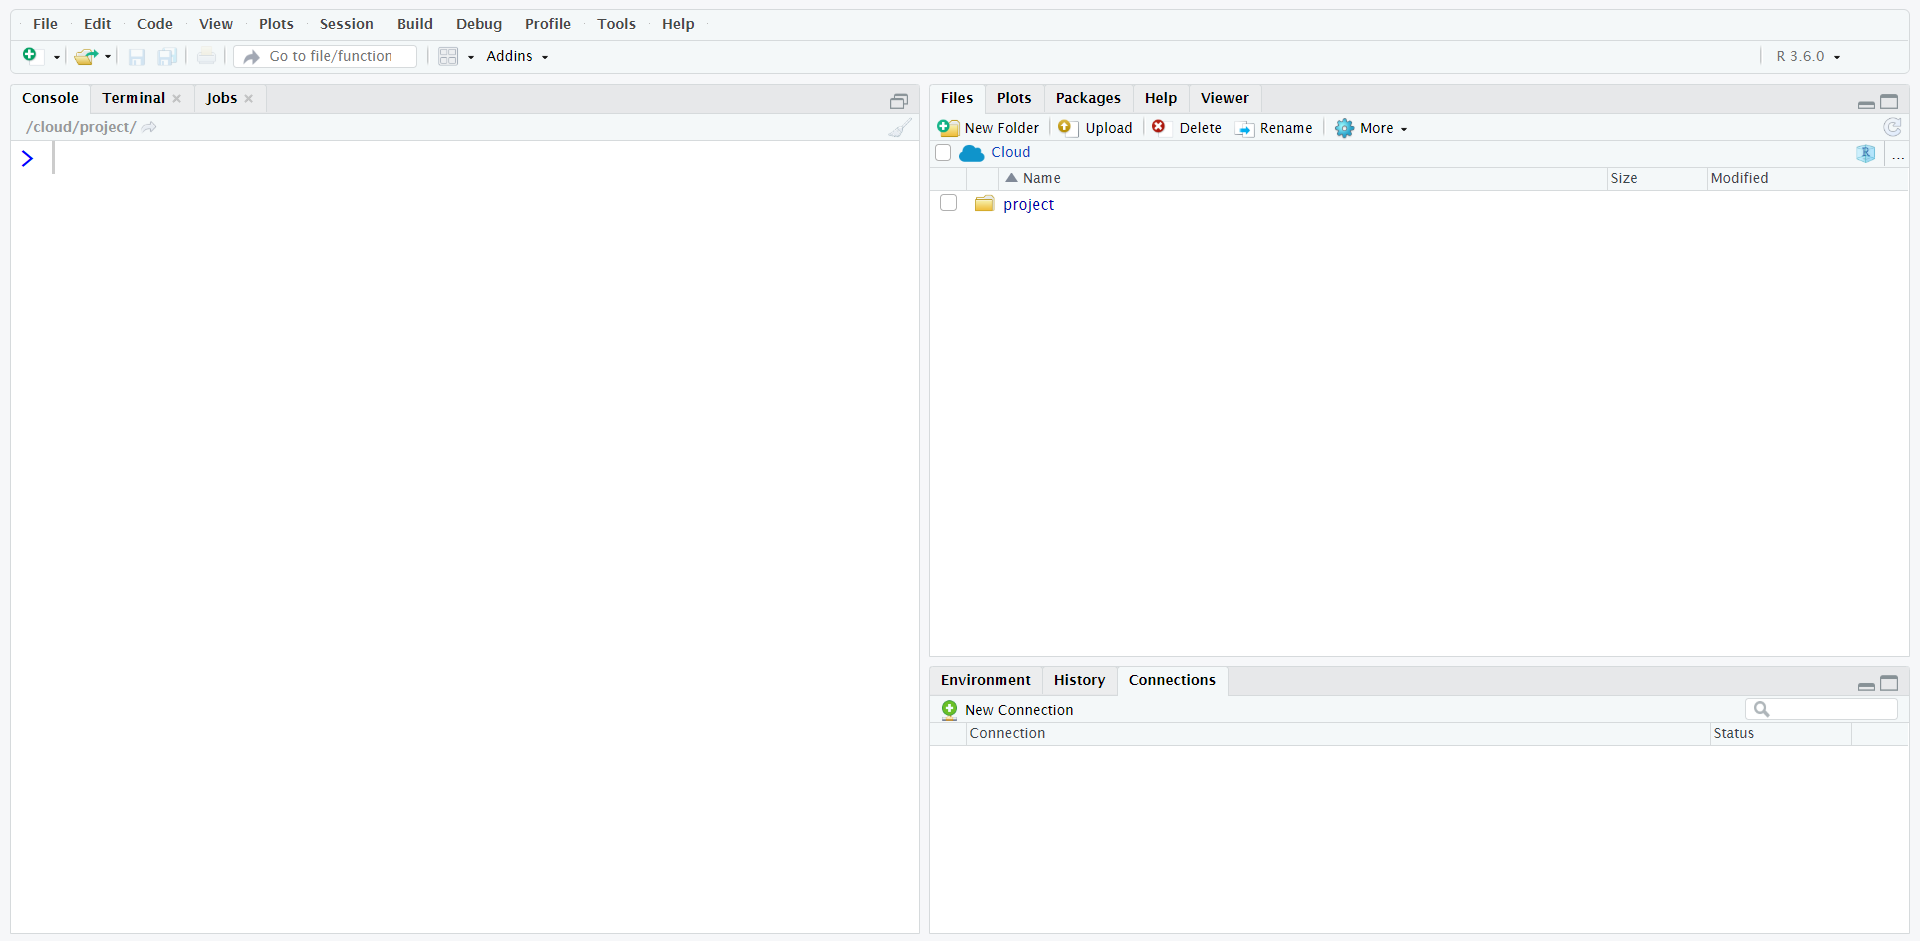 File Edit Code View Plots Session Build Debug Profile Tools Help
Go to file/function Addins R 3.6.0
Console Terminal Jobs
/cloud/project/
>
Files Plots Packages Help Viewer
New Folder Upload Delete Rename More
Cloud R ...
Name Size Modified
project
Environment History Connections
New Connection
Connection Status